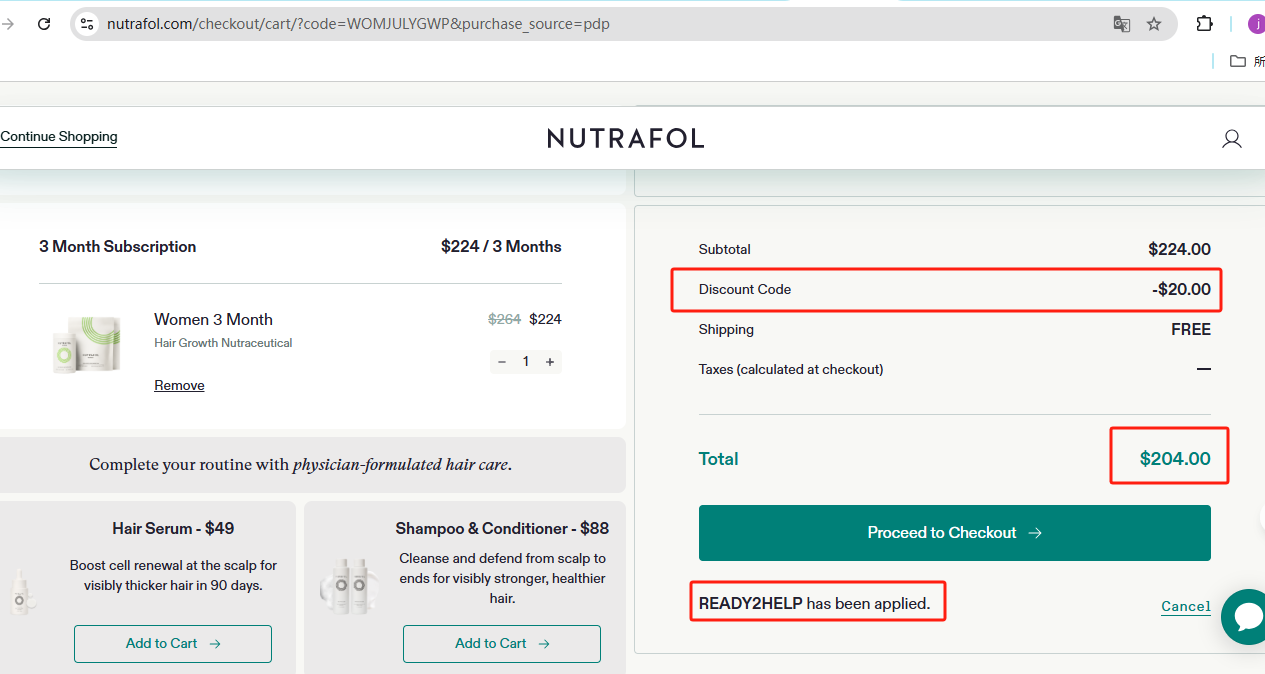 nutrafol.com/checkout/cart/?code=WOMJULYGWP&purchase_source=pdp
j
所
Continue Shopping
NUTRAFOL
3 Month Subscription
$224 / 3 Months
Women 3 Month
$264 $224
Hair Growth Nutraceutical
− 1 +
Remove
Complete your routine with physician-formulated hair care.
Hair Serum - $49
Boost cell renewal at the scalp for
visibly thicker hair in 90 days.
Add to Cart →
Shampoo & Conditioner - $88
Cleanse and defend from scalp to
ends for visibly stronger, healthier
hair.
Add to Cart →
Subtotal
$224.00
Discount Code
-$20.00
Shipping
FREE
Taxes (calculated at checkout)
—
Total
$204.00
Proceed to Checkout →
READY2HELP has been applied.
Cancel